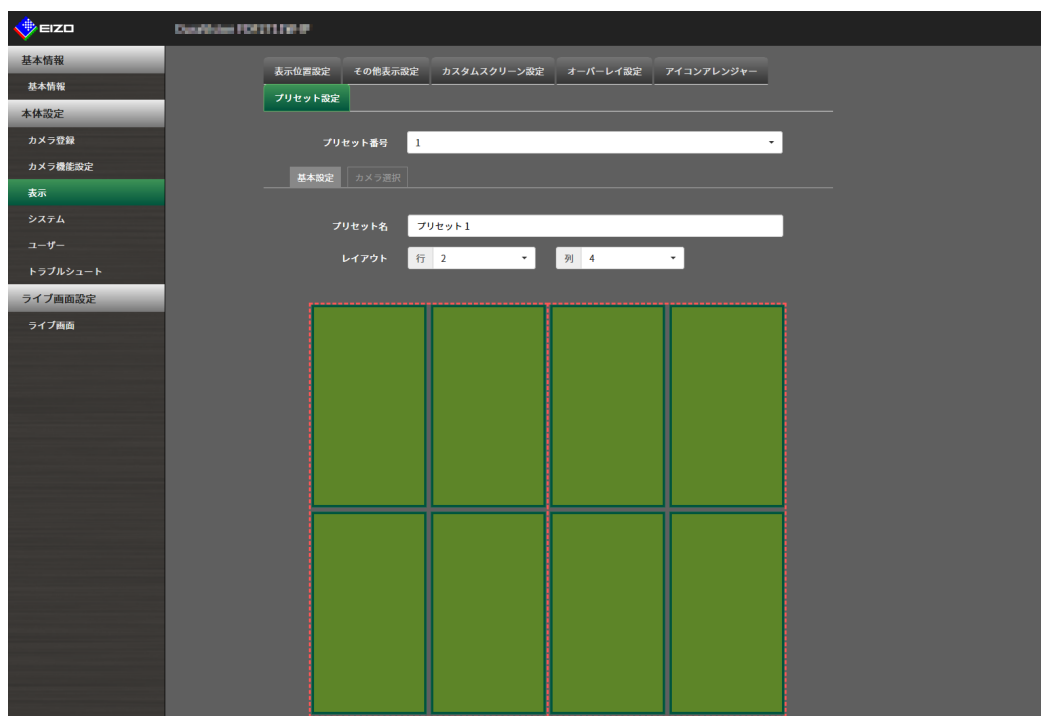 EIZO
基本情報
基本情報
本体設定
カメラ登録
カメラ機能設定
表示
システム
ユーザー
トラブルシュート
ライブ画面設定
ライブ画面
表示位置設定 その他表示設定 カスタムスクリーン設定 オーバーレイ設定 アイコンアレンジャー
プリセット設定
プリセット番号 1
基本設定 カメラ選択
プリセット名 プリセット1
レイアウト 行 2 列 4